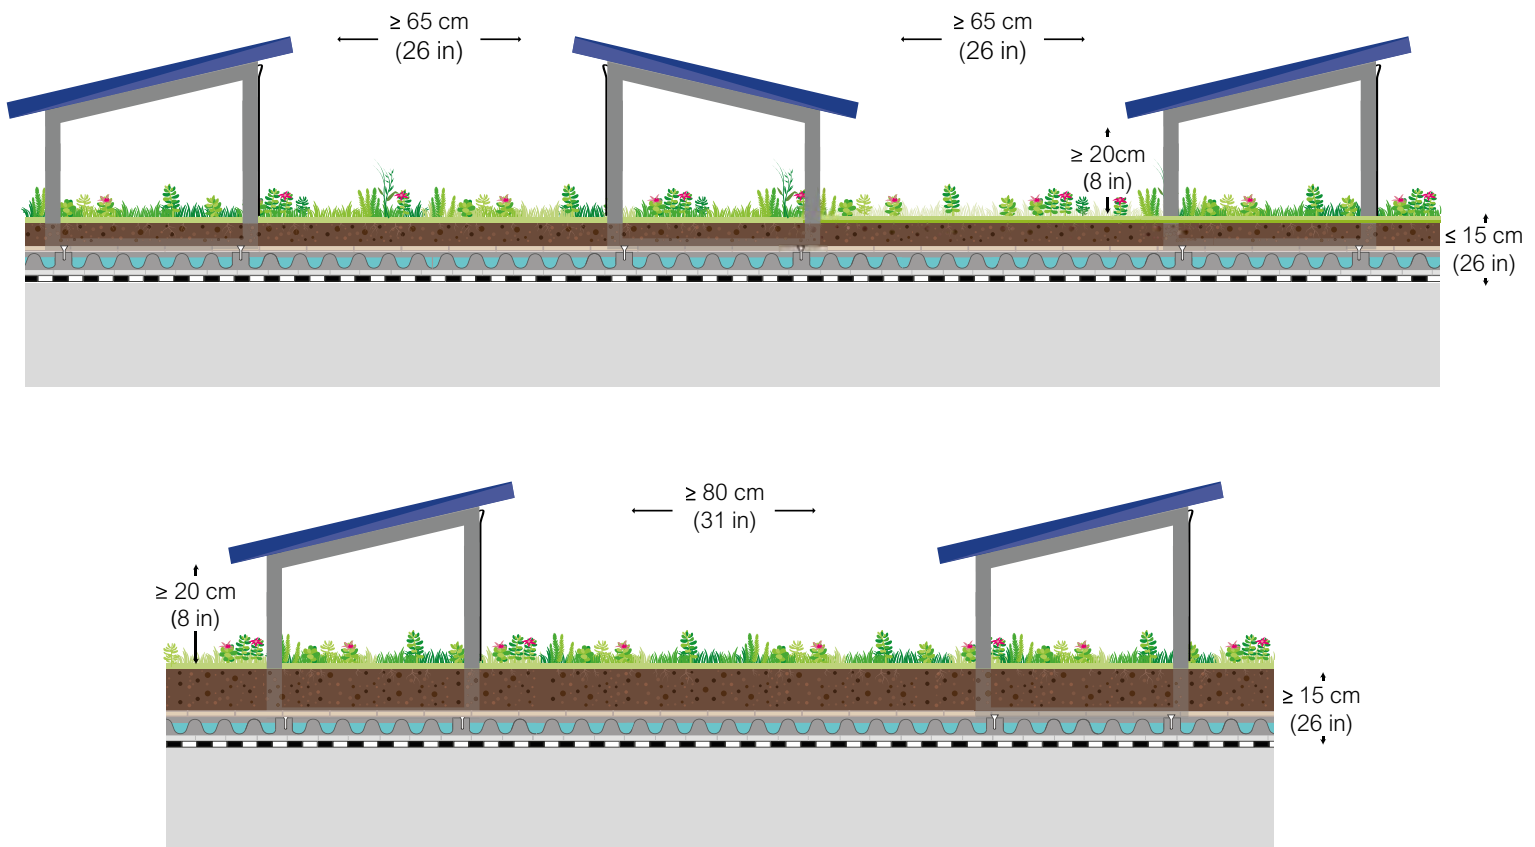 ≥ 65 cm
(26 in)
≥ 65 cm
(26 in)
≥ 20cm
(8 in)
≤ 15 cm
(26 in)
≥ 80 cm
(31 in)
≥ 20 cm
(8 in)
≥ 15 cm
(26 in)